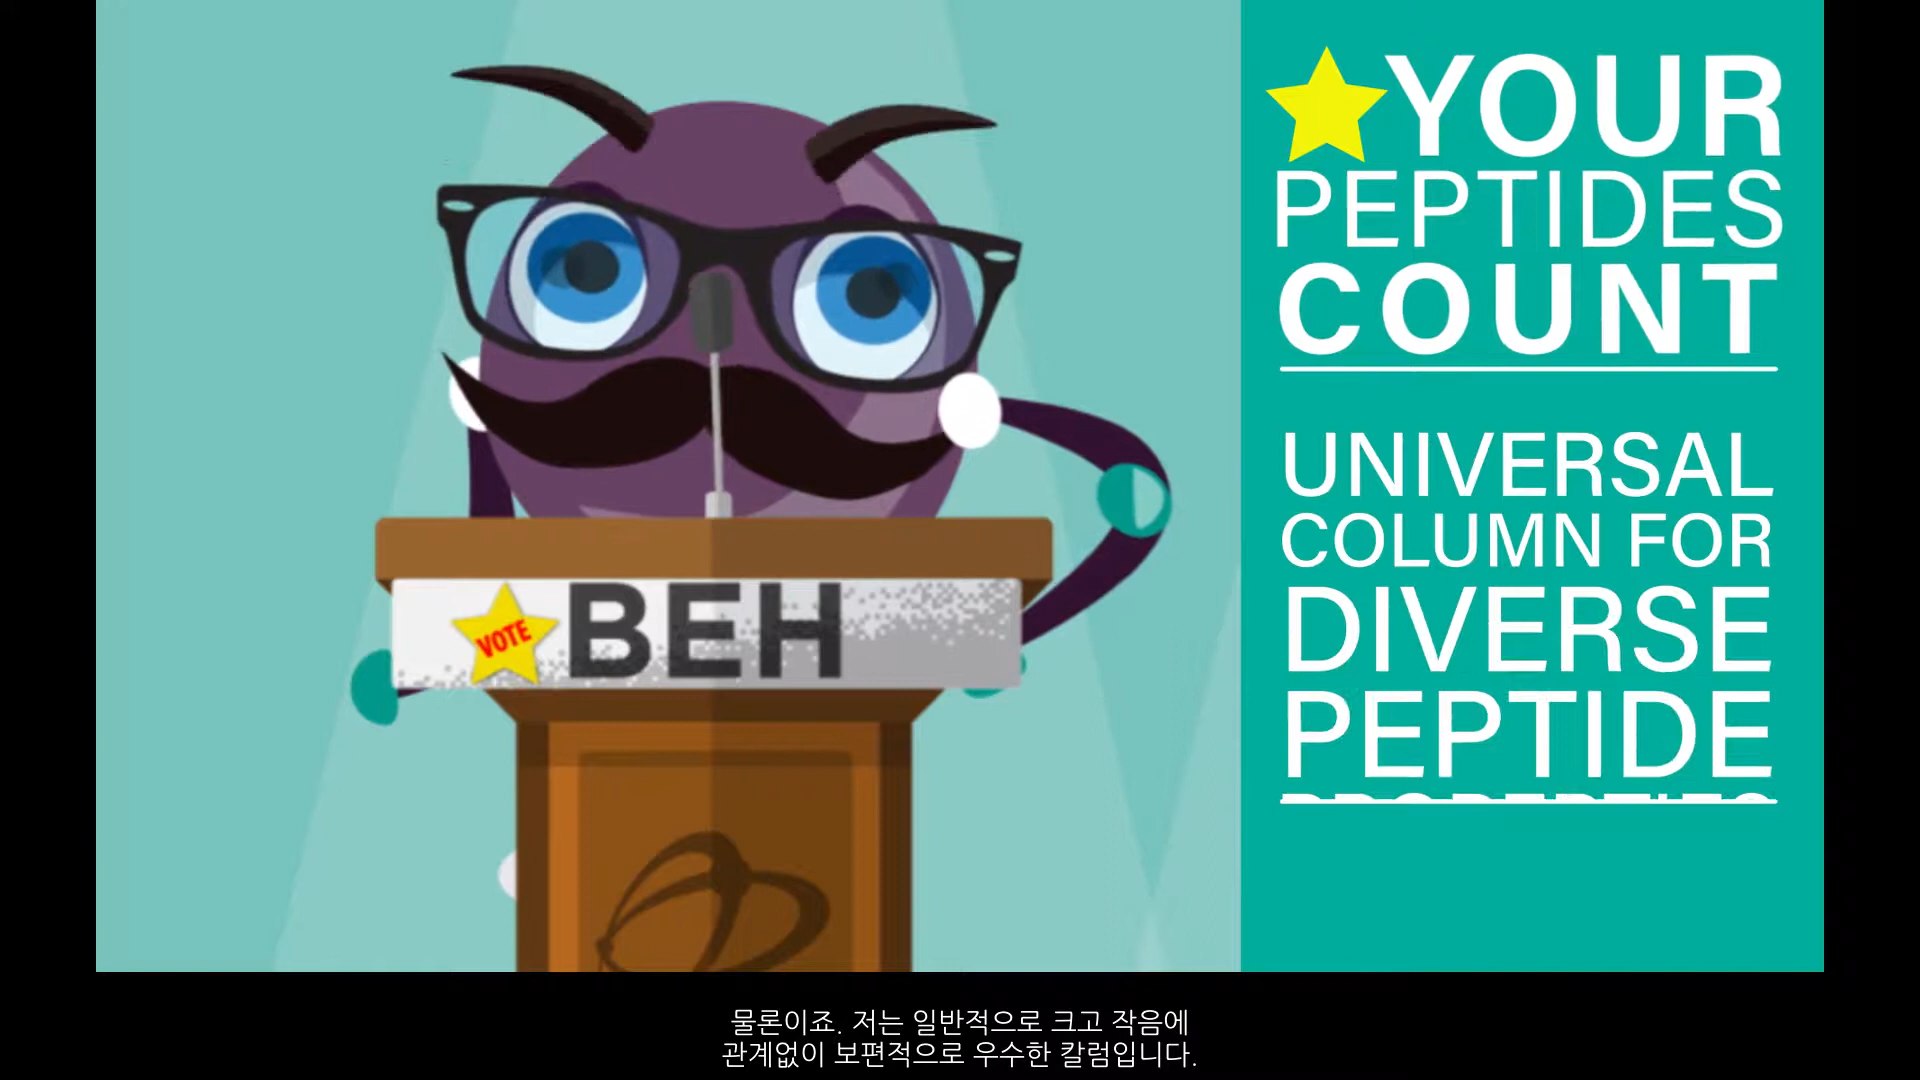 YOUR
PEPTIDES
COUNT
UNIVERSAL
COLUMN FOR
DIVERSE
PEPTIDE
VOTE
BEH
물론이죠. 저는 일반적으로 크고 작음에
관계없이 보편적으로 우수한 칼럼입니다.